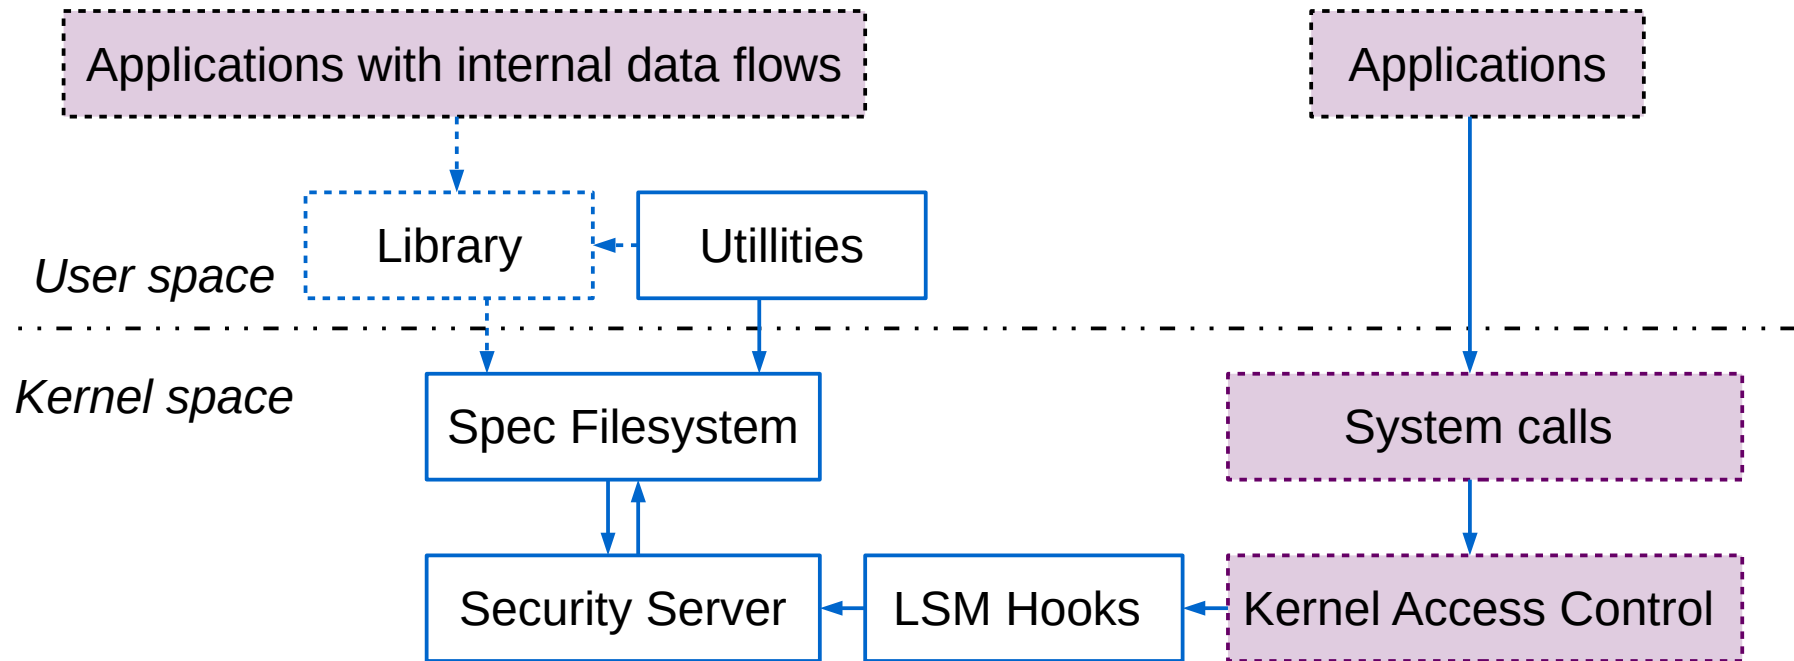 Applications with internal data flows
Applications
Library
Utillities
User space
Kernel space
Spec Filesystem
System calls
Security Server
LSM Hooks
Kernel Access Control